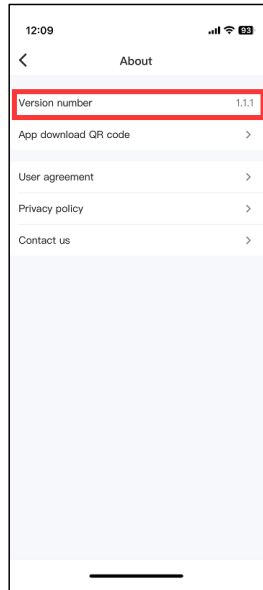 12:09
93
About
Version number 1.1.1
App download QR code
User agreement
Privacy policy
Contact us